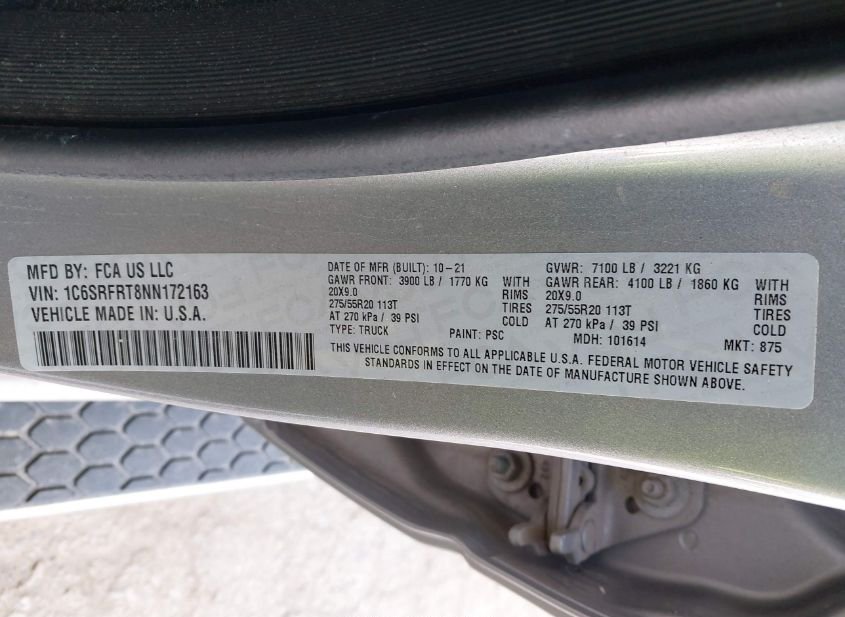 MFD BY: FCA US LLC
VIN: 1C6SRFRT8NN172163
VEHICLE MADE IN: U.S.A.
DATE OF MFR (BUILT): 10-21
GAWR FRONT: 3900 LB / 1770 KG WITH
20X9.0 RIMS
275/55R20 113T TIRES
AT 270 kPa / 39 PSI COLD
TYPE: TRUCK PAINT: PSC
GVWR: 7100 LB / 3221 KG
GAWR REAR: 4100 LB / 1860 KG WITH
20X9.0 RIMS
275/55R20 113T TIRES
AT 270 kPa / 39 PSI COLD
MDH: 101614 MKT: 875
THIS VEHICLE CONFORMS TO ALL APPLICABLE U.S.A. FEDERAL MOTOR VEHICLE SAFETY
STANDARDS IN EFFECT ON THE DATE OF MANUFACTURE SHOWN ABOVE.